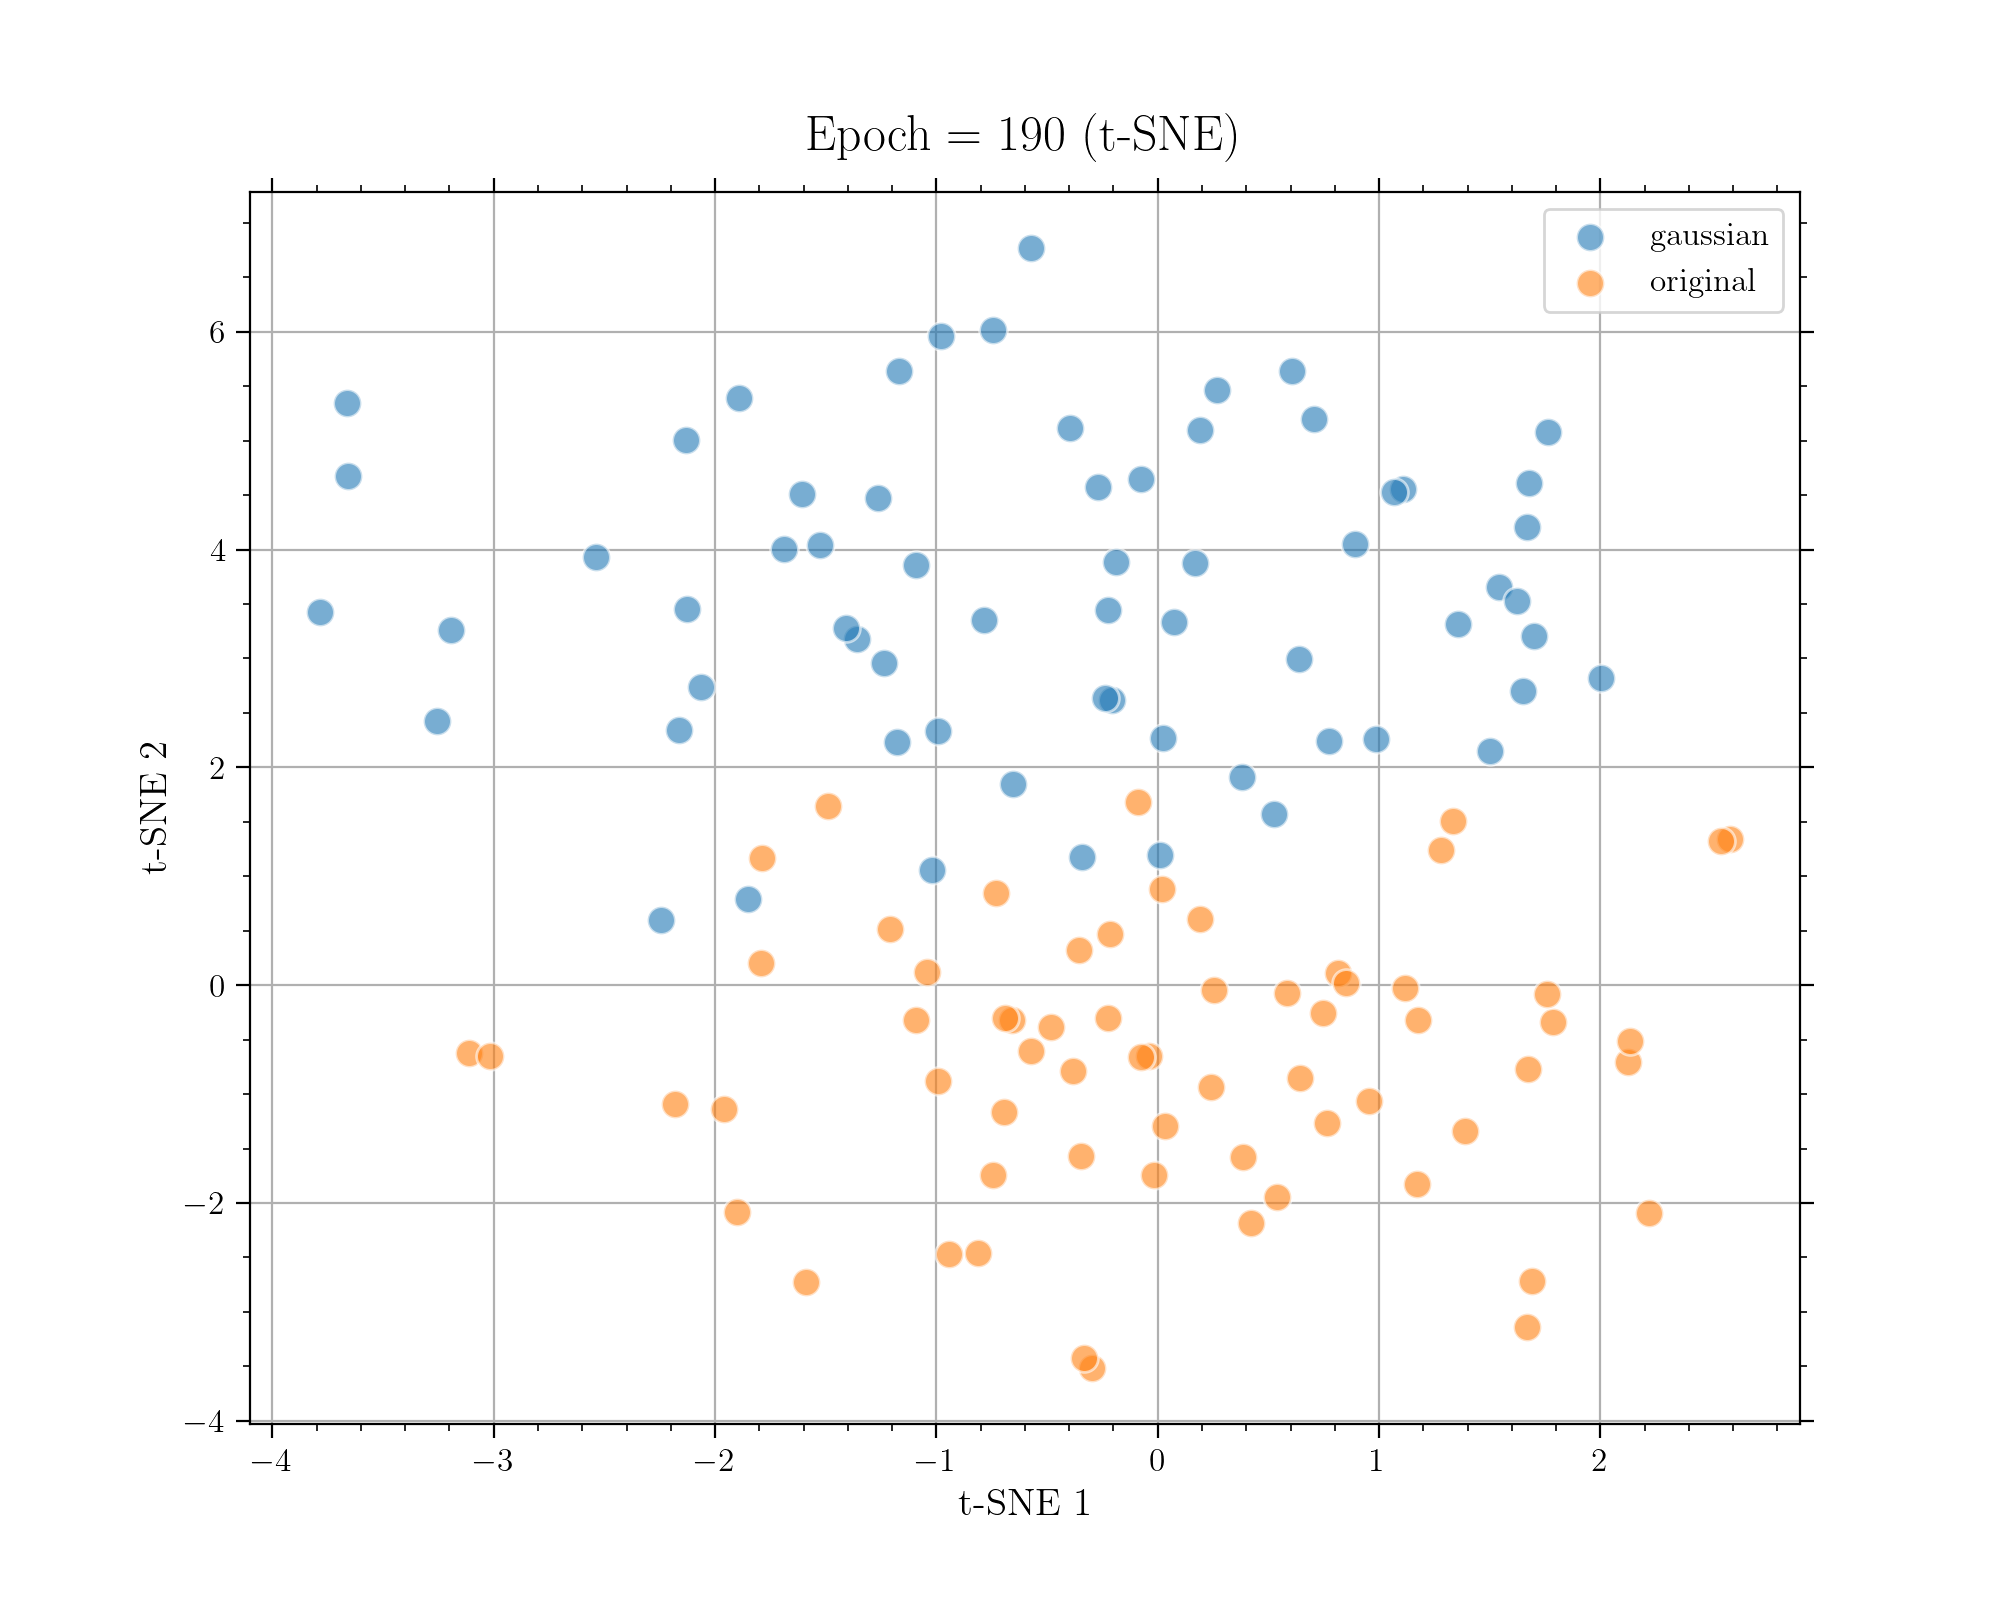 Epoch = 190 (t-SNE)
gaussian
original
6
4
2
0
−2
−4
t-SNE 2
−4 −3 −2 −1 0 1 2
t-SNE 1